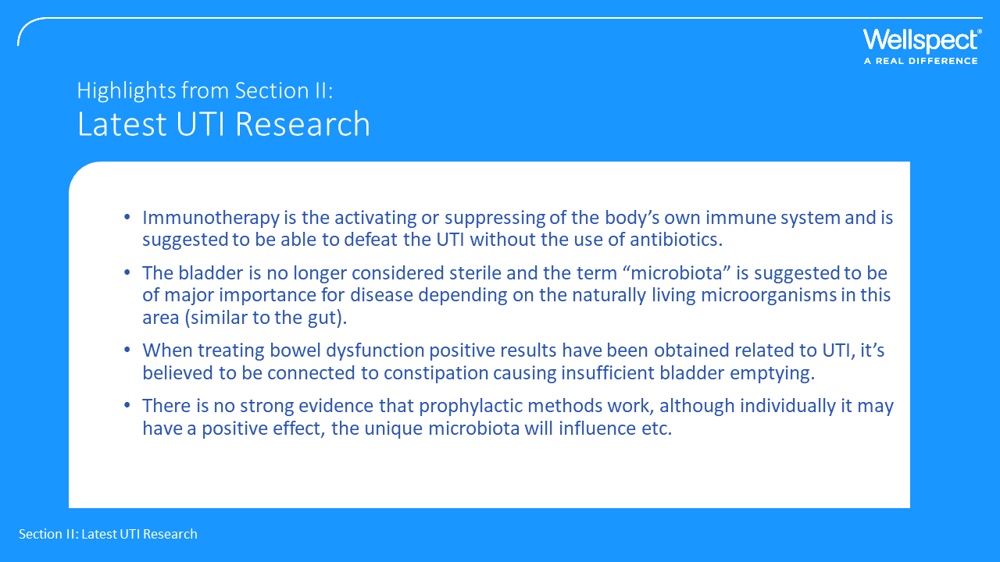 Wellspect®
A REAL DIFFERENCE
Highlights from Section II:
Latest UTI Research
• Immunotherapy is the activating or suppressing of the body’s own immune system and is
suggested to be able to defeat the UTI without the use of antibiotics.
• The bladder is no longer considered sterile and the term “microbiota” is suggested to be
of major importance for disease depending on the naturally living microorganisms in this
area (similar to the gut).
• When treating bowel dysfunction positive results have been obtained related to UTI, it’s
believed to be connected to constipation causing insufficient bladder emptying.
• There is no strong evidence that prophylactic methods work, although individually it may
have a positive effect, the unique microbiota will influence etc.
Section II: Latest UTI Research